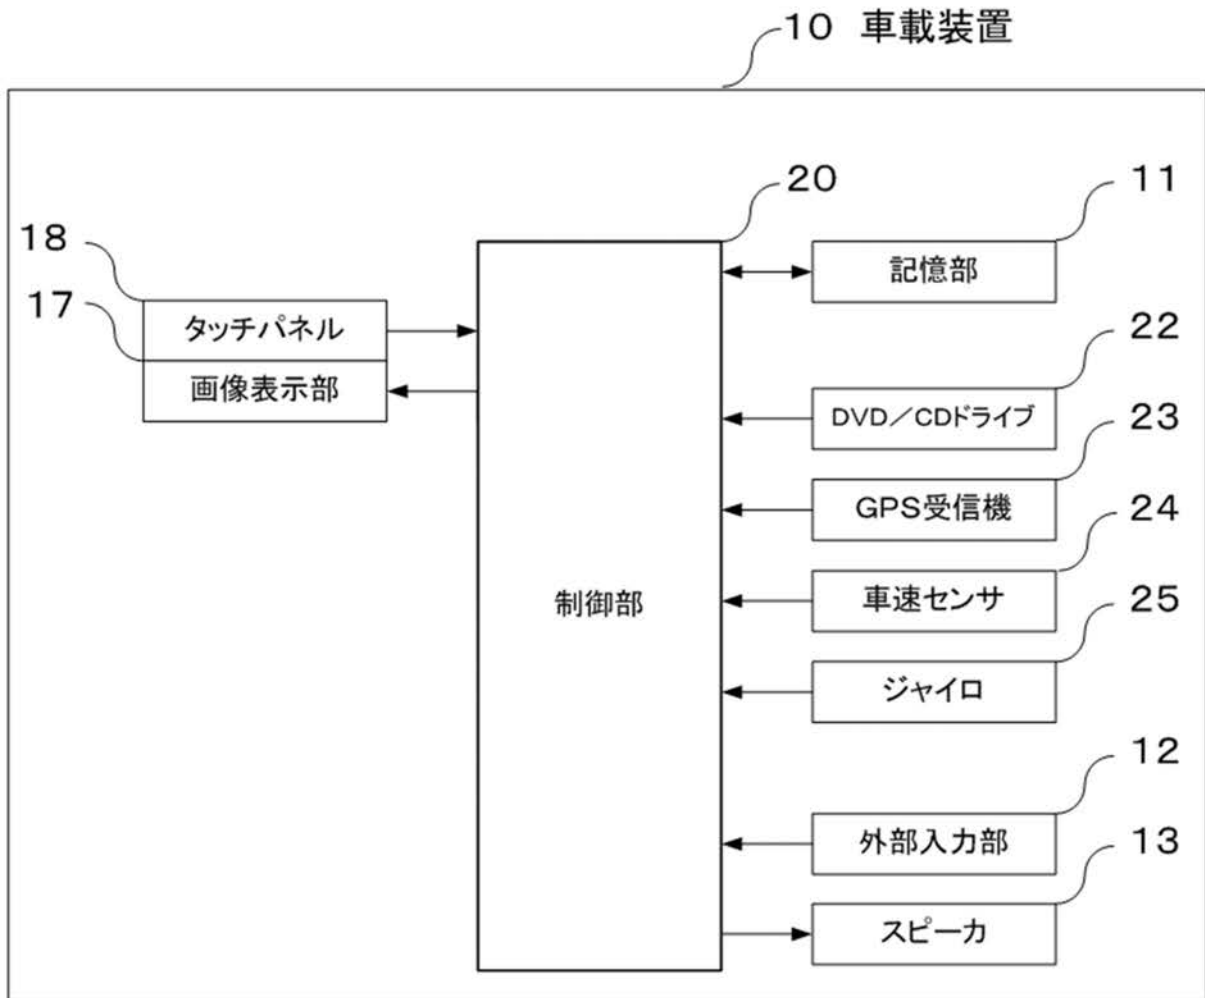 10 車載装置
20
11
18
記憶部
17
タッチパネル
22
画像表示部
DVD／CDドライブ
23
GPS受信機
24
制御部
車速センサ
25
ジャイロ
12
外部入力部
13
スピーカ